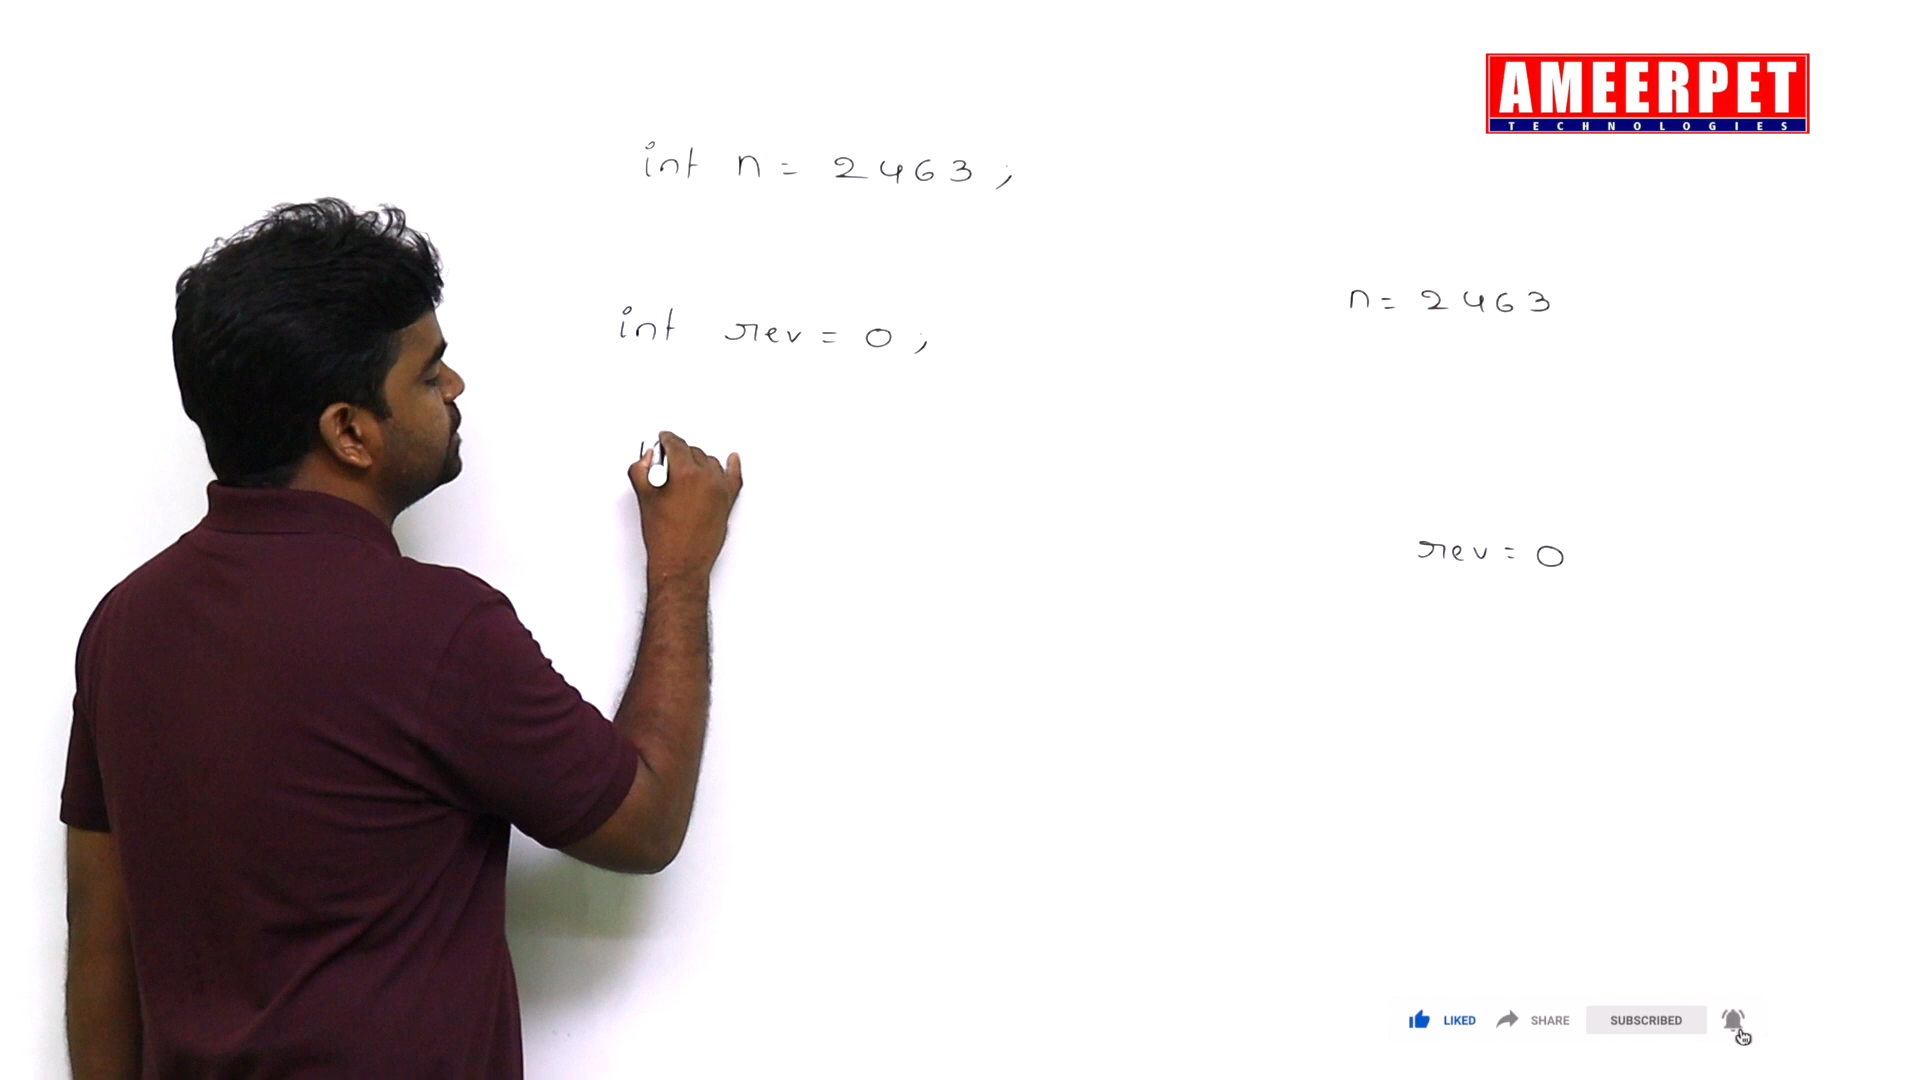 AMEERPET
TECHNOLOGIES
int n = 2463 ;
n = 2463
int rev = 0 ;
rev = 0
LIKED SHARE SUBSCRIBED